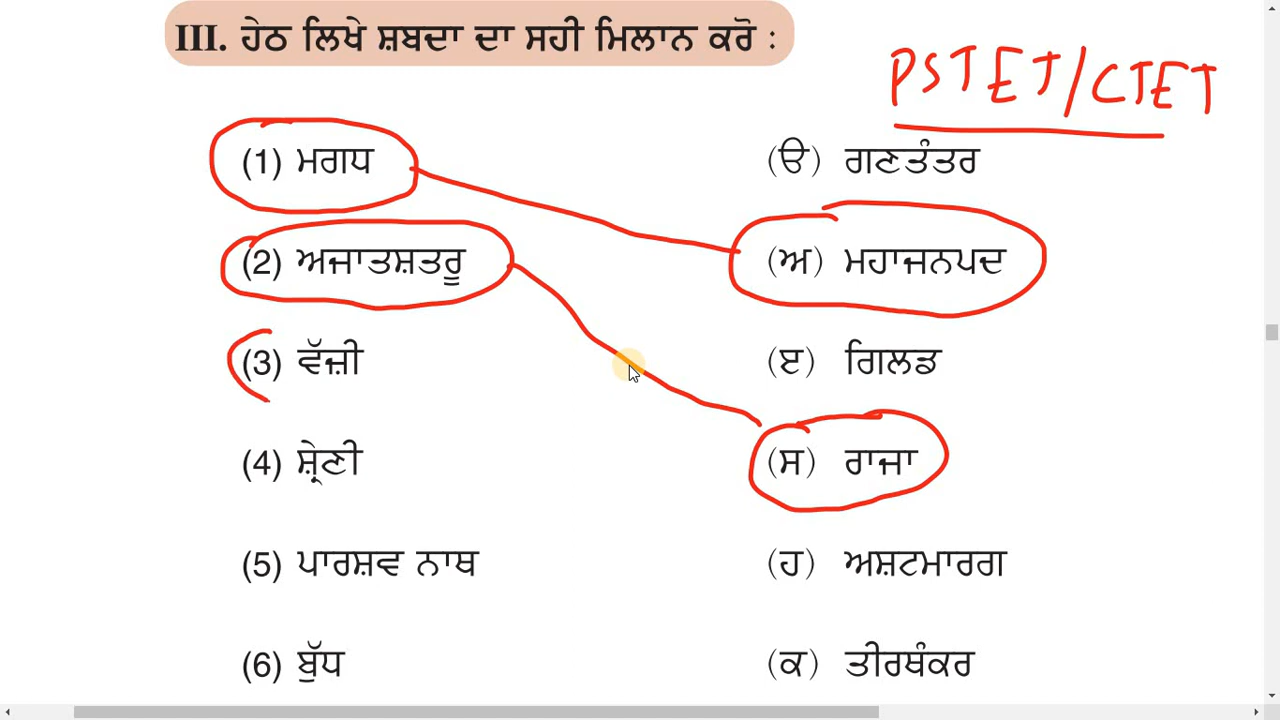 III. ਹੇਠ ਲਿਖੇ ਸ਼ਬਦਾ ਦਾ ਸਹੀ ਮਿਲਾਨ ਕਰੋ :
PSTET/CTET
(1) ਮਗਧ (ੳ) ਗਣਤੰਤਰ
(2) ਅਜਾਤਸ਼ਤਰੂ (ਅ) ਮਹਾਜਨਪਦ
(3) ਵੱਜ਼ੀ (ੲ) ਗਿਲਡ
(4) ਸ਼੍ਰੇਣੀ (ਸ) ਰਾਜਾ
(5) ਪਾਰਸ਼ਵ ਨਾਥ (ਹ) ਅਸ਼ਟਮਾਰਗ
(6) ਬੁੱਧ (ਕ) ਤੀਰਥੰਕਰ